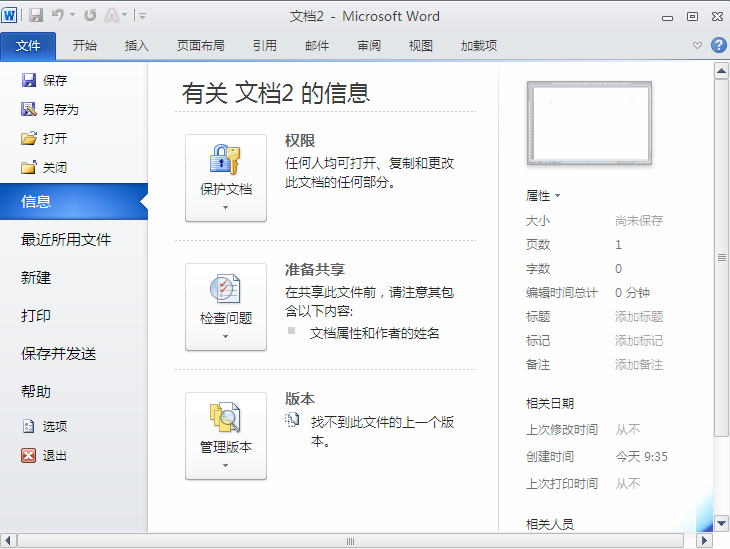 文档2 - Microsoft Word
文件 开始 插入 页面布局 引用 邮件 审阅 视图 加载项
保存
另存为
打开
关闭
信息
最近所用文件
新建
打印
保存并发送
帮助
选项
退出
有关 文档2 的信息
保护文档
权限
任何人均可打开、复制和更改
此文档的任何部分。
检查问题
准备共享
在共享此文件前，请注意其包
含以下内容:
文档属性和作者的姓名
管理版本
版本
找不到此文件的上一个版
本。
属性
大小 尚未保存
页数 1
字数 0
编辑时间总计 0 分钟
标题 添加标题
标记 添加标记
备注 添加备注
相关日期
上次修改时间 从不
创建时间 今天 9:35
上次打印时间 从不
相关人员